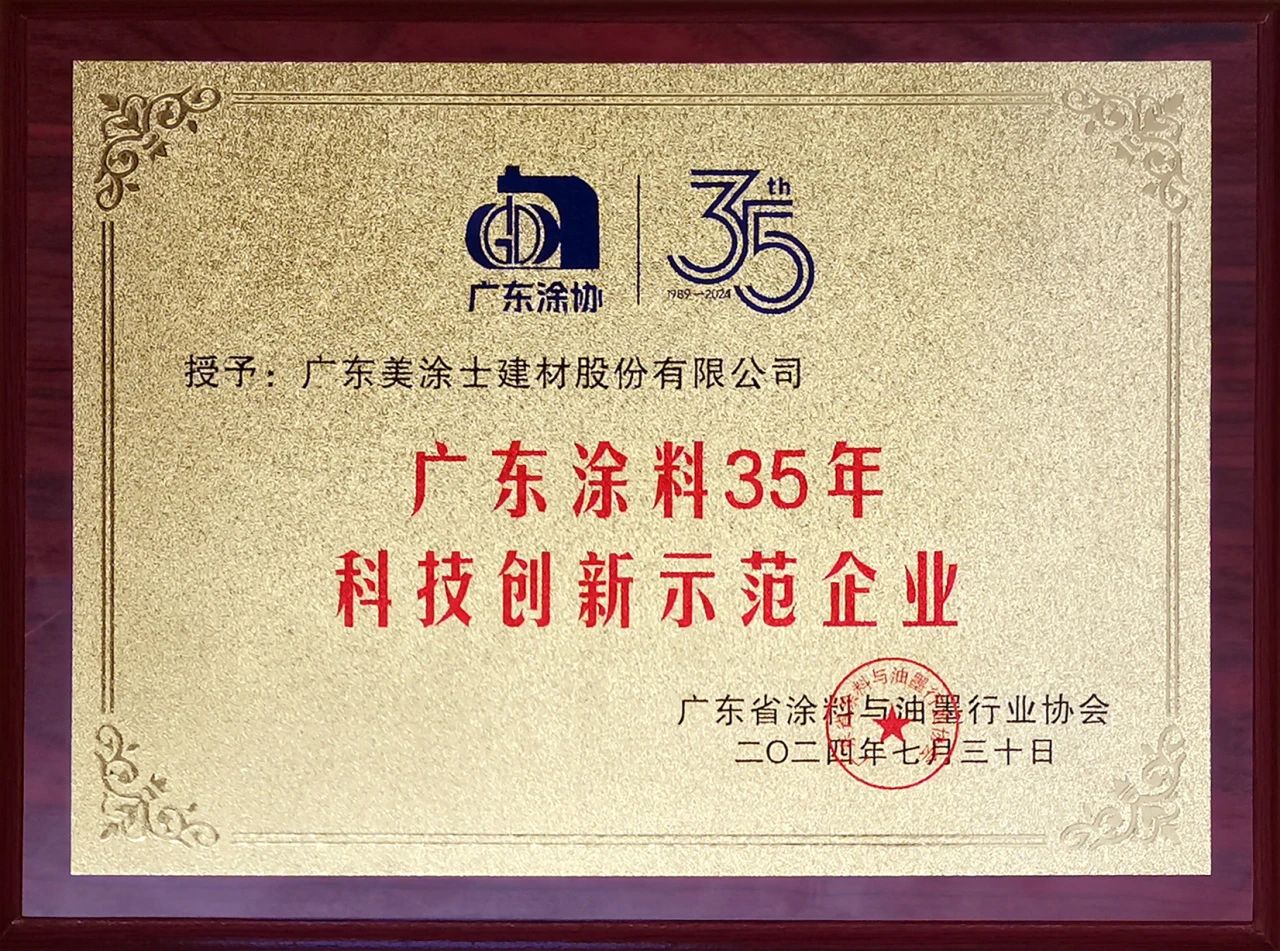 广东涂协
35th
1989—2024
授予：广东美涂士建材股份有限公司
广东涂料35年
科技创新示范企业
广东省涂料与油墨行业协会
二〇二四年七月三十日